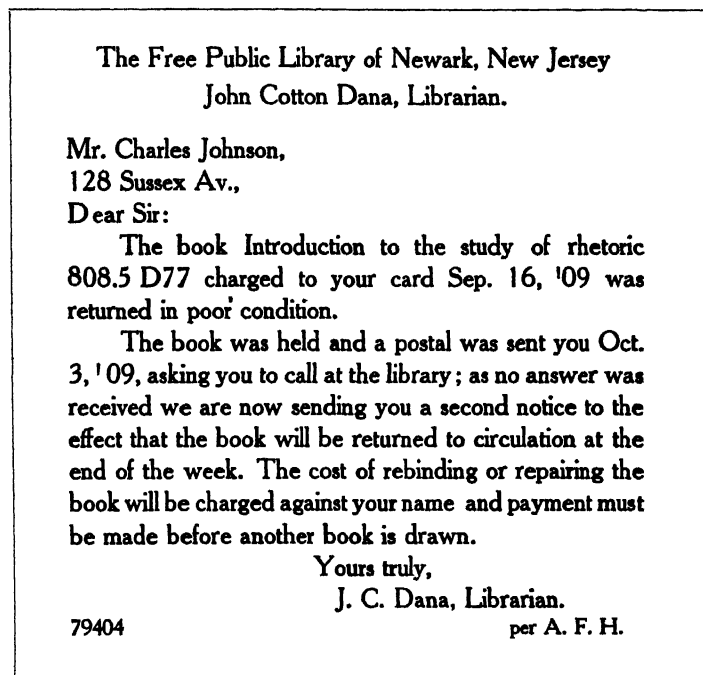 The Free Public Library of Newark, New Jersey
John Cotton Dana, Librarian.
Mr. Charles Johnson,
128 Sussex Av.,
Dear Sir:
The book Introduction to the study of rhetoric
808.5 D77 charged to your card Sep. 16, '09 was
returned in poor condition.
The book was held and a postal was sent you Oct.
3, '09, asking you to call at the library; as no answer was
received we are now sending you a second notice to the
effect that the book will be returned to circulation at the
end of the week. The cost of rebinding or repairing the
book will be charged against your name and payment must
be made before another book is drawn.
Yours truly,
J. C. Dana, Librarian.
79404 per A. F. H.